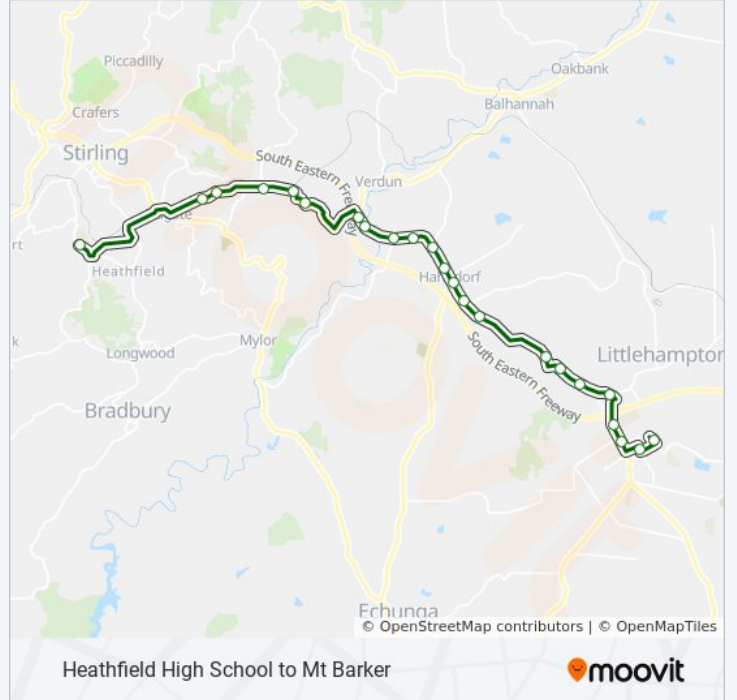 Piccadilly
Oakbank
Balhannah
Crafers
Stirling
South Eastern Freeway
Verdun
Heathfield
Mylor
Longwood
South Eastern Freeway
Littlehampton
Bradbury
Echunga
© OpenStreetMap contributors | © OpenMapTiles
Heathfield High School to Mt Barker
moovit